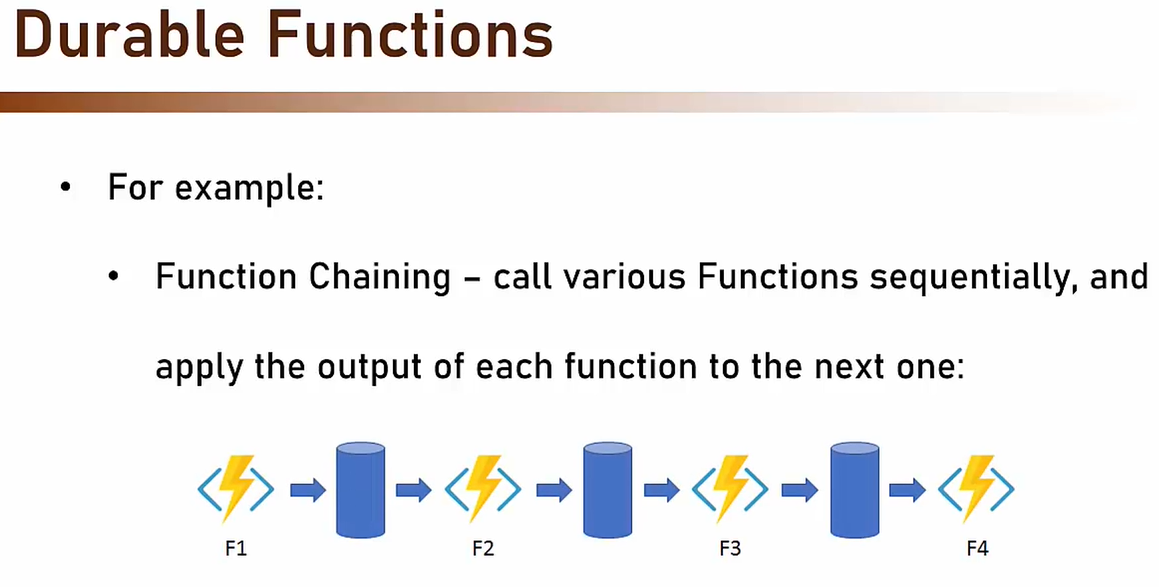 Durable Functions
• For example:
• Function Chaining – call various Functions sequentially, and
apply the output of each function to the next one:
F1 F2 F3 F4